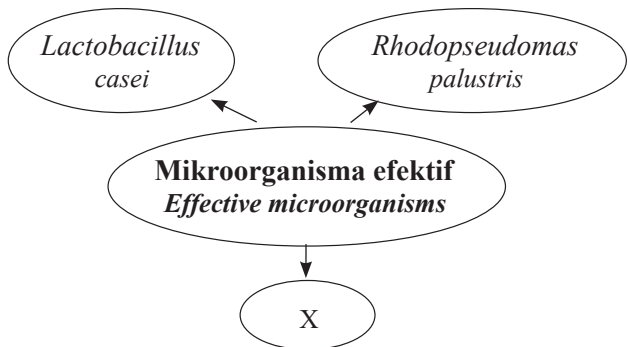 Lactobacillus
casei
Rhodopseudomas
palustris
Mikroorganisma efektif
Effective microorganisms
X